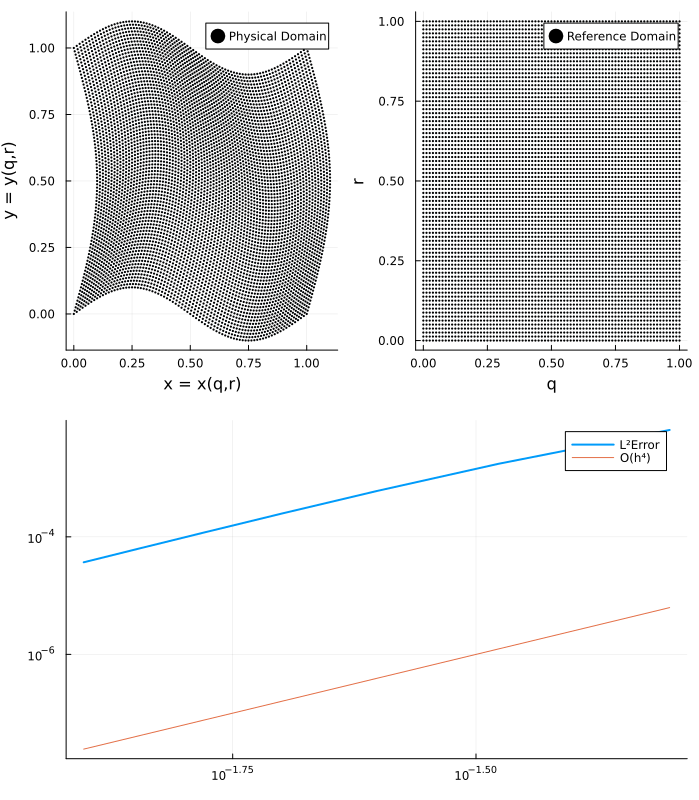 Physical Domain
1.00
0.75
0.50
0.25
0.00
y = y(q,r)
0.00 0.25 0.50 0.75 1.00
x = x(q,r)
Reference Domain
1.00
0.75
0.50
0.25
0.00
r
0.00 0.25 0.50 0.75 1.00
q
L²Error
O(h⁴)
10⁻⁴
10⁻⁶
10⁻¹·⁷⁵ 10⁻¹·⁵⁰